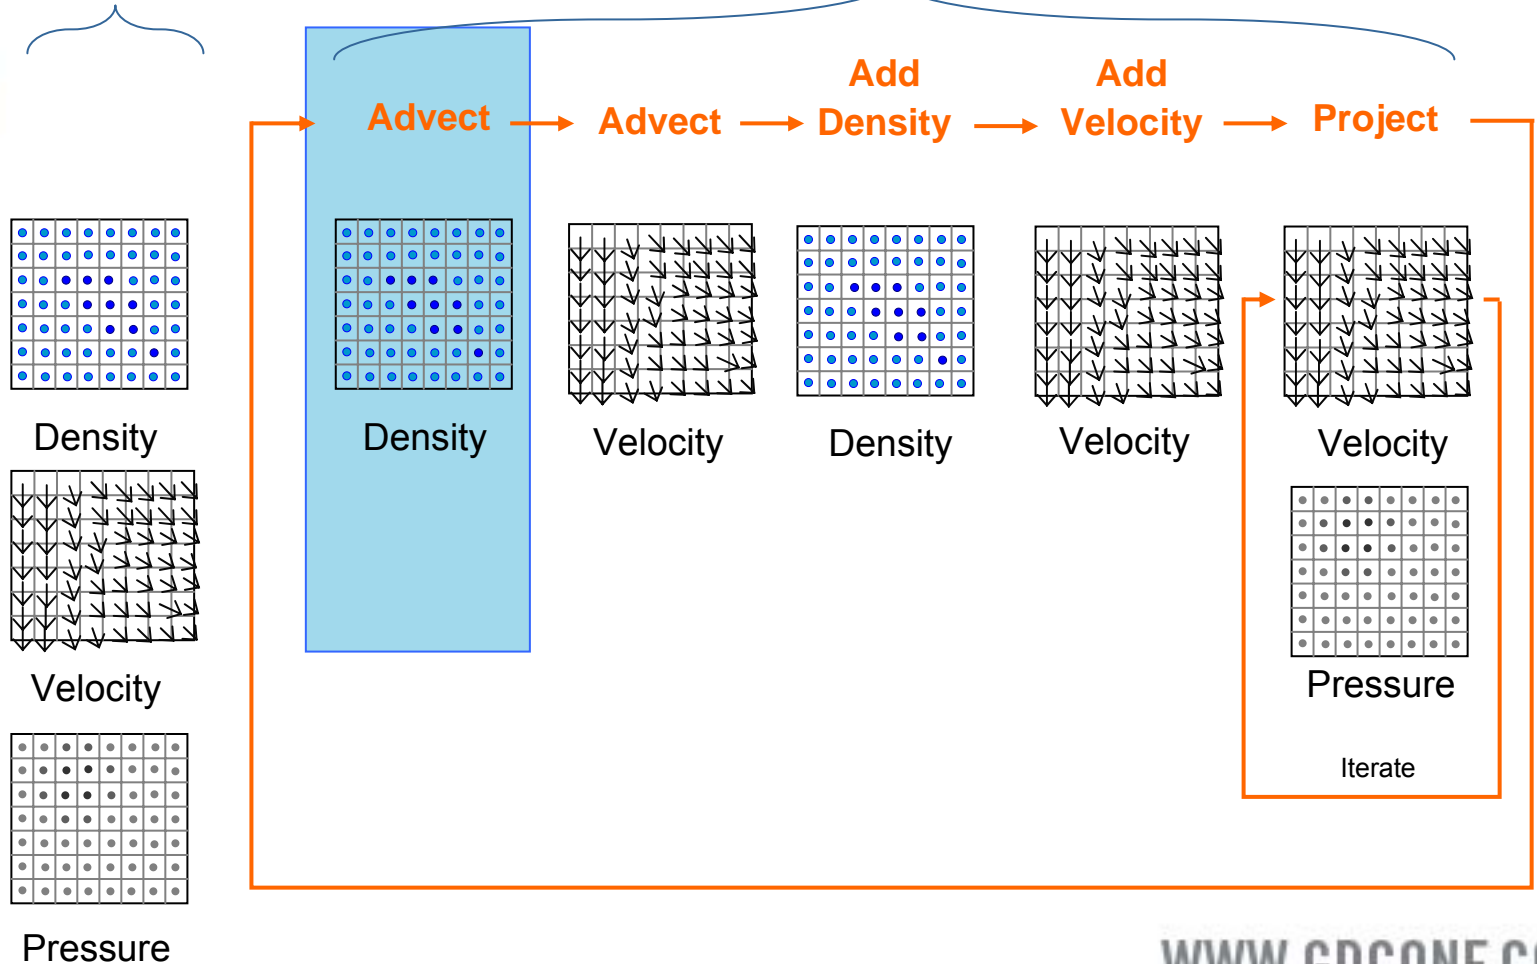 Advect
Advect
Add
Density
Add
Velocity
Project
Density
Density
Velocity
Density
Velocity
Velocity
Velocity
Pressure
Iterate
Pressure